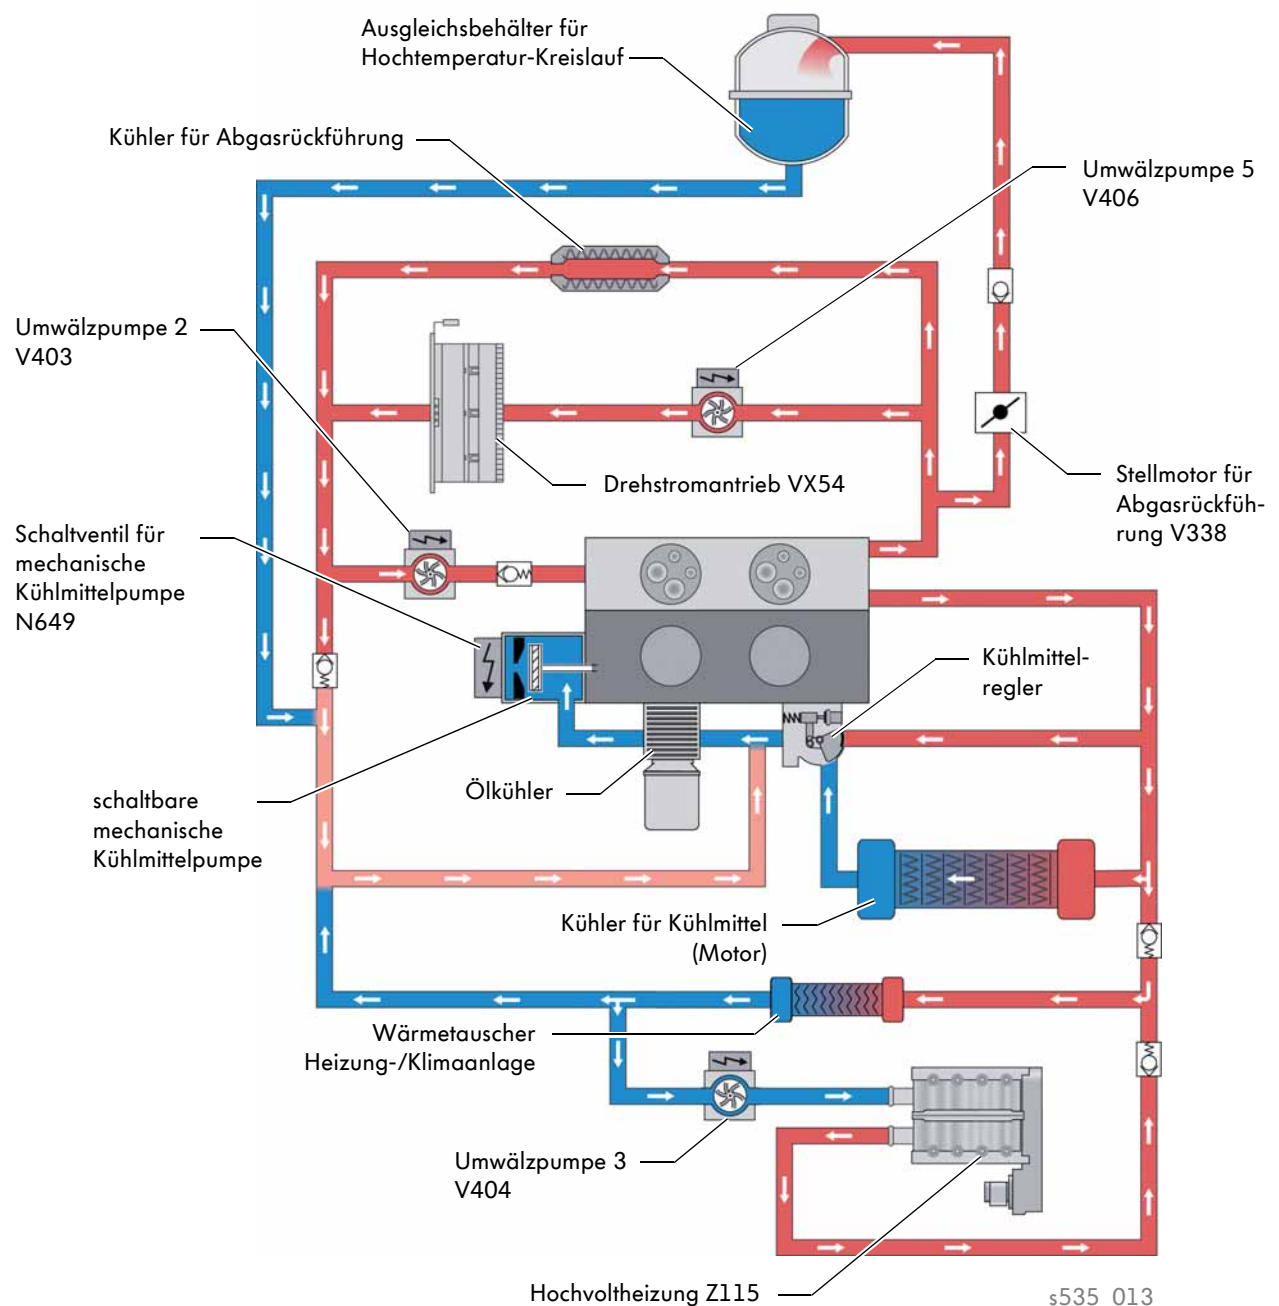 Ausgleichsbehälter für
Hochtemperatur-Kreislauf
Kühler für Abgasrückführung
Umwälzpumpe 5
V406
Umwälzpumpe 2
V403
Drehstromantrieb VX54
Stellmotor für
Abgasrückfüh-
rung V338
Schaltventil für
mechanische
Kühlmittelpumpe
N649
Kühlmittel-
regler
Ölkühler
schaltbare
mechanische
Kühlmittelpumpe
Kühler für Kühlmittel
(Motor)
Wärmetauscher
Heizung-/Klimaanlage
Umwälzpumpe 3
V404
Hochvoltheizung Z115
s535_013